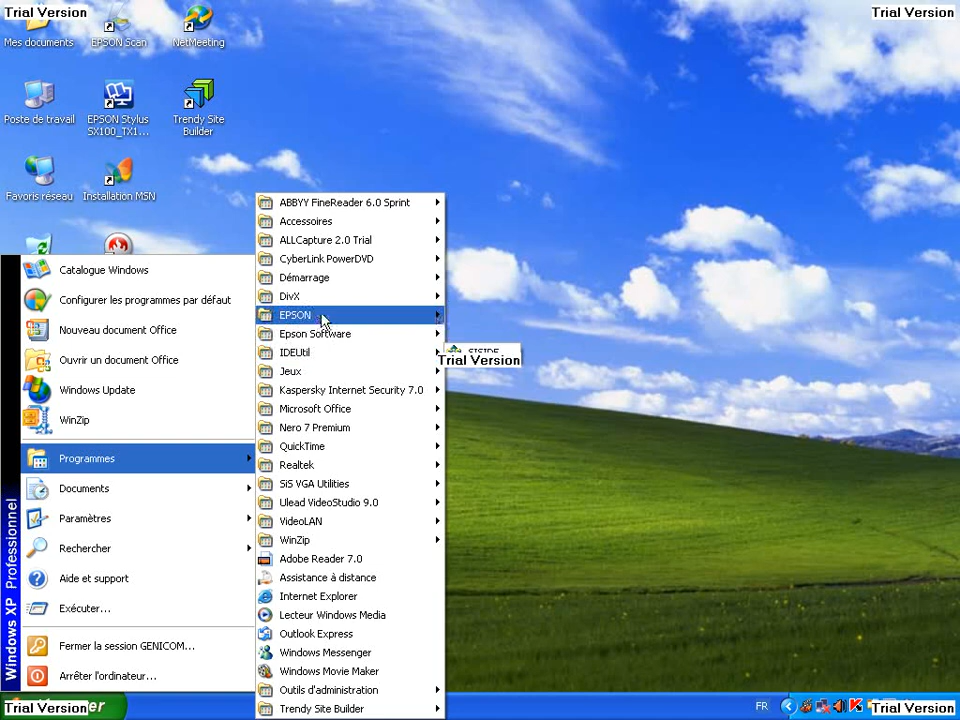 Trial Version
Trial Version
Mes documents
EPSON Scan
NetMeeting
Poste de travail
EPSON Stylus
SX100_TX1...
Trendy Site
Builder
Favoris réseau
Installation MSN
Catalogue Windows
Configurer les programmes par défaut
Nouveau document Office
Ouvrir un document Office
Windows Update
WinZip
Programmes
Documents
Paramètres
Rechercher
Aide et support
Exécuter...
Fermer la session GENICOM...
Arrêter l'ordinateur...
Windows XP Professionnel
ABBYY FineReader 6.0 Sprint
Accessoires
ALLCapture 2.0 Trial
CyberLink PowerDVD
Démarrage
DivX
EPSON
Epson Software
IDEUtil
Jeux
Kaspersky Internet Security 7.0
Microsoft Office
Nero 7 Premium
QuickTime
Realtek
SiS VGA Utilities
Ulead VideoStudio 9.0
VideoLAN
WinZip
Adobe Reader 7.0
Assistance à distance
Internet Explorer
Lecteur Windows Media
Outlook Express
Windows Messenger
Windows Movie Maker
Outils d'administration
Trendy Site Builder
Trial Version
Trial Version
FR
Trial Version